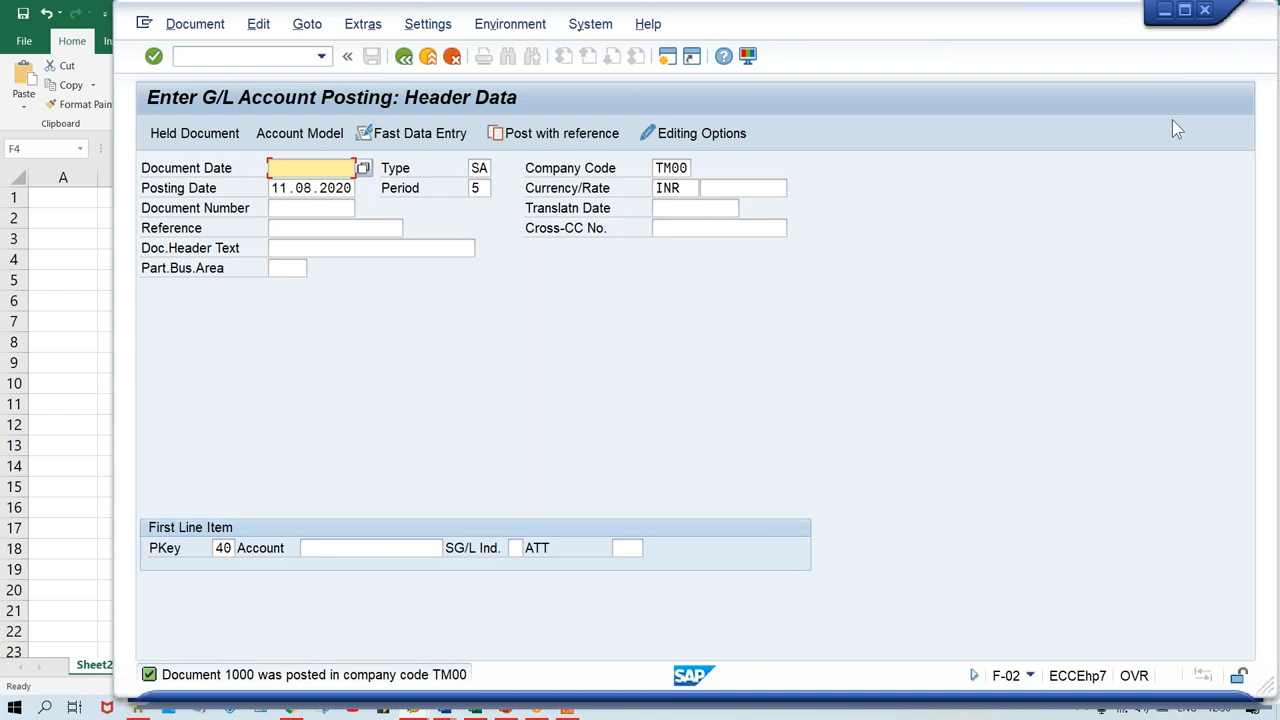 Document Edit Goto Extras Settings Environment System Help
File Home
Cut
Copy
Paste
Format Pain
Clipboard
F4
Enter G/L Account Posting: Header Data
Held Document Account Model Fast Data Entry Post with reference Editing Options
Document Date Type SA Company Code TM00
Posting Date 11.08.2020 Period 5 Currency/Rate INR
Document Number Translatn Date
Reference Cross-CC No.
Doc.Header Text
Part.Bus.Area
A
1
2
3
4
5
6
7
8
9
10
11
12
13
14
15
16
17
18
19
20
21
22
23
First Line Item
PKey 40 Account SG/L Ind. ATT
Sheet2
Document 1000 was posted in company code TM00
SAP
F-02 ECCEhp7 OVR
Ready